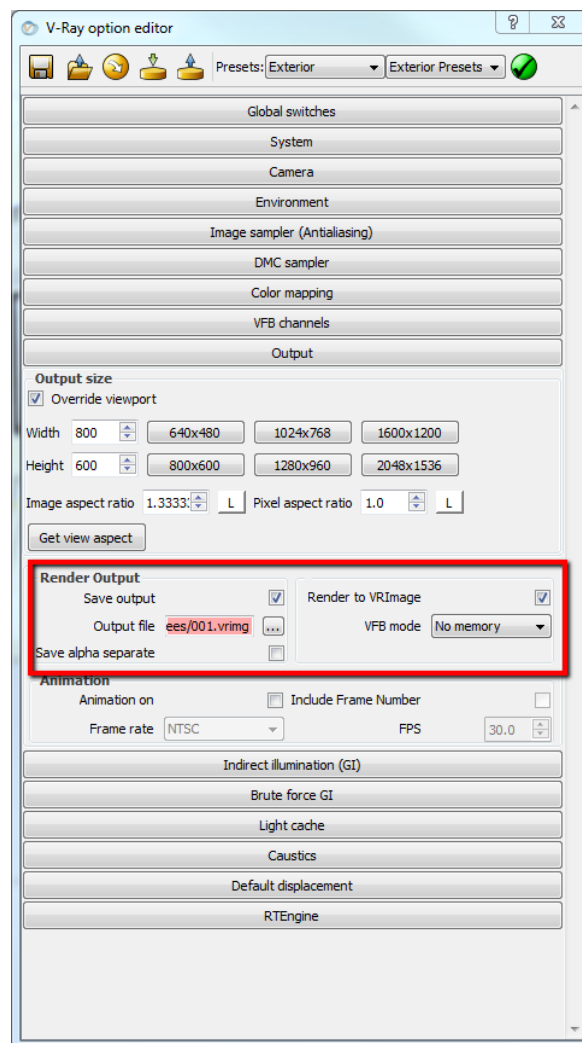 V-Ray option editor
Presets: Exterior Exterior Presets
Global switches
System
Camera
Environment
Image sampler (Antialiasing)
DMC sampler
Color mapping
VFB channels
Output
Output size
Override viewport
Width 800 640x480 1024x768 1600x1200
Height 600 800x600 1280x960 2048x1536
Image aspect ratio 1.3333: L Pixel aspect ratio 1.0 L
Get view aspect
Render Output
Save output Render to VRImage
Output file ees/001.vrimg ... VFB mode No memory
Save alpha separate
Animation
Animation on Include Frame Number
Frame rate NTSC FPS 30.0
Indirect illumination (GI)
Brute force GI
Light cache
Caustics
Default displacement
RTEngine